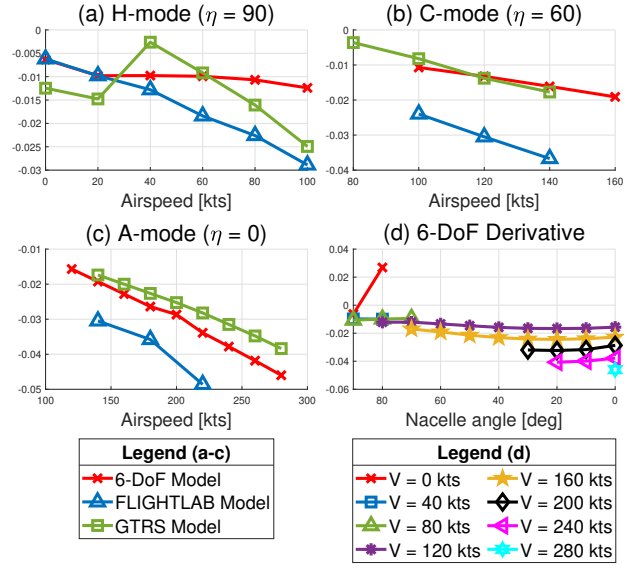 (a) H-mode (η = 90)
0
-0.005
-0.01
-0.015
-0.02
-0.025
-0.03
0 20 40 60 80 100
Airspeed [kts]
(b) C-mode (η = 60)
0
-0.01
-0.02
-0.03
-0.04
80 100 120 140 160
Airspeed [kts]
(c) A-mode (η = 0)
-0.01
-0.02
-0.03
-0.04
-0.05
100 150 200 250 300
Airspeed [kts]
(d) 6-DoF Derivative
0.04
0.02
0
-0.02
-0.04
-0.06
80 60 40 20 0
Nacelle angle [deg]
Legend (a-c)
6-DoF Model
FLIGHTLAB Model
GTRS Model
Legend (d)
V = 0 kts
V = 40 kts
V = 80 kts
V = 120 kts
V = 160 kts
V = 200 kts
V = 240 kts
V = 280 kts